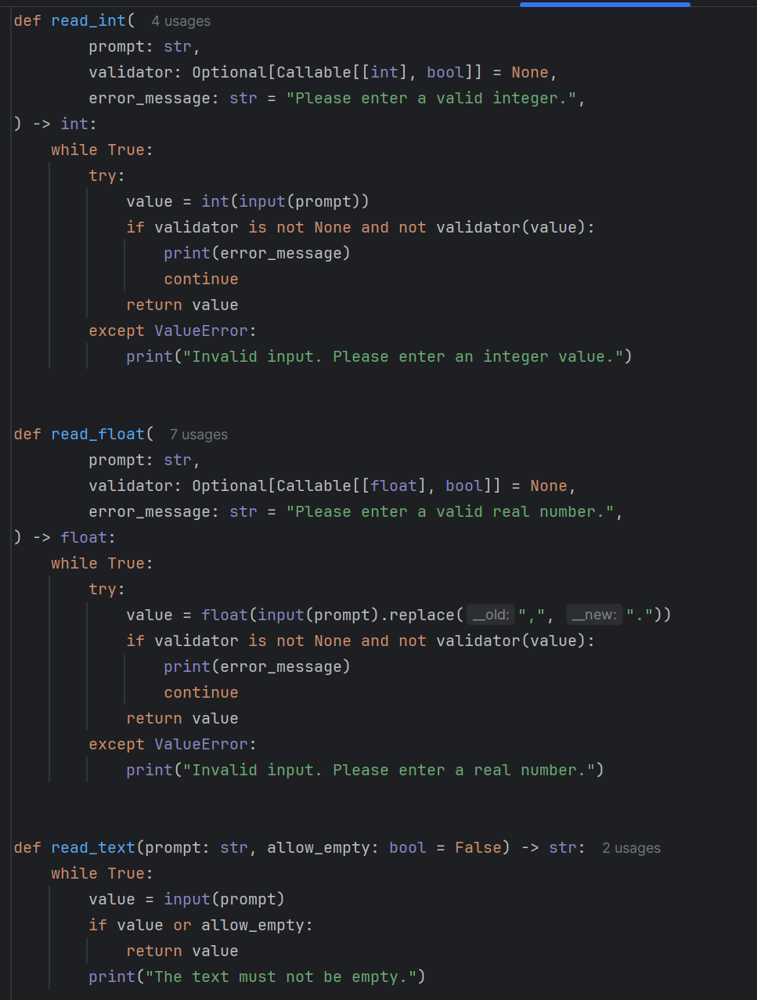 def read_int(  4 usages
        prompt: str,
        validator: Optional[Callable[[int], bool]] = None,
        error_message: str = "Please enter a valid integer.",
) -> int:
    while True:
        try:
            value = int(input(prompt))
            if validator is not None and not validator(value):
                print(error_message)
                continue
            return value
        except ValueError:
            print("Invalid input. Please enter an integer value.")
def read_float(  7 usages
        prompt: str,
        validator: Optional[Callable[[float], bool]] = None,
        error_message: str = "Please enter a valid real number.",
) -> float:
    while True:
        try:
            value = float(input(prompt).replace( __old: ",", __new: "."))
            if validator is not None and not validator(value):
                print(error_message)
                continue
            return value
        except ValueError:
            print("Invalid input. Please enter a real number.")
def read_text(prompt: str, allow_empty: bool = False) -> str:  2 usages
    while True:
        value = input(prompt)
        if value or allow_empty:
            return value
        print("The text must not be empty.")